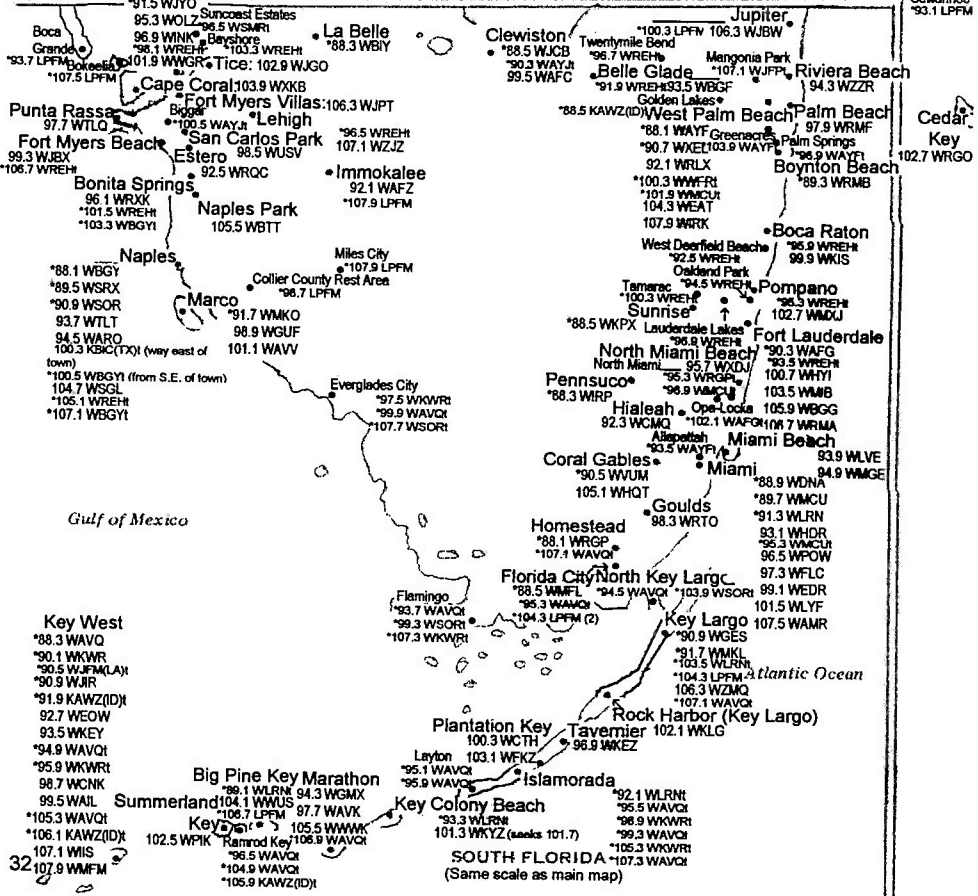 *91.5 WJYO
95.3 WOLZ
96.9 WINK
*98.1 WREHt
101.9 WWGR
Suncoast Estates
*96.5 WSMRt
Bayshore
*103.3 WREHt
Tice: 102.9 WJGO
Boca
Grande
*93.7 LPFM
Bokeelia
*107.5 LPFM
La Belle
*88.3 WBIY
Cape Coral: 103.9 WXKB
Fort Myers Villas: 106.3 WJPT
Punta Rassa
97.7 WTLQ
Biggar
*100.5 WAYJt
Lehigh
*96.5 WREHt
107.1 WZJZ
San Carlos Park
98.5 WUSV
Fort Myers Beach
99.3 WJBX
*106.7 WREHt
Estero
92.5 WRQC
Immokalee
92.1 WAFZ
*107.9 LPFM
Bonita Springs
96.1 WRXK
*101.5 WREHt
*103.3 WBGYt
Naples Park
105.5 WBTT
Naples
*88.1 WBGY
*89.5 WSRX
*90.9 WSOR
93.7 WTLT
94.5 WARO
100.3 KBIC(TX)t (way east of
town)
*100.5 WBGYt (from S.E. of town)
104.7 WSGL
*105.1 WREHt
*107.1 WBGYt
Miles City
*107.9 LPFM
Collier County Rest Area
*98.7 LPFM
Marco
*91.7 WMKO
98.9 WGUF
101.1 WAVV
Everglades City
*97.5 WKWRt
*99.9 WAVQt
*107.7 WSORt
Gulf of Mexico
Clewiston
*88.5 WJCB
*90.3 WAYJt
99.5 WAFC
*100.1 LPFM
Jupiter
106.3 WJBW
Twentymile Bend
*96.7 WREHt
Mangonia Park
*107.1 WJFPt
Riviera Beach
94.3 WZZR
Belle Glade
*91.9 WREHt
93.5 WBGF
Golden Lakes
*88.5 KAWZ(ID)t
West Palm Beach
*88.1 WAYF
*90.7 WXEL
92.1 WRLX
*100.3 WWFRt
*101.9 WMCUt
104.3 WEAT
107.9 WIRK
Palm Beach
97.9 WRMF
Greenacres
*103.9 WAYFt
Palm Springs
*96.9 WAYFt
Boynton Beach
*89.3 WRMB
*93.1 LPFM
Cedar
Key
102.7 WRGO
Boca Raton
*95.9 WREHt
99.9 WKIS
West Deerfield Beach
*92.5 WREHt
Oakland Park
*94.5 WREHt
Tamarac
*100.3 WREHt
Pompano
*96.3 WREHt
102.7 WMXJ
Sunrise
*88.5 WKPX
Lauderdale Lakes
*96.9 WREHt
Fort Lauderdale
*90.3 WAFG
*93.5 WREHt
100.7 WHYI
103.5 WMIB
105.9 WBGG
106.7 WRMA
North Miami Beach
95.7 WXDJ
North Miami
*95.3 WRGPt
*96.9 WMCUt
Pennsuco
*88.3 WIRP
Hialeah
92.3 WCMQ
Opa-Locka
*102.1 WAFGt
Allapattah
*93.5 WAYFt
Miami Beach
93.9 WLVE
94.9 WMGE
Coral Gables
*90.5 WVUM
105.1 WHQT
Miami
*88.9 WDNA
*89.7 WMCU
*91.3 WLRN
93.1 WHDR
*95.3 WMCUt
96.5 WPOW
97.3 WFLC
99.1 WEDR
101.5 WLYF
107.5 WAMR
Goulds
98.3 WRTO
Homestead
*88.1 WRGP
*107.1 WAVQt
Florida City
*88.5 WMFL
*95.3 WAVQt
*104.3 LPFM (2)
North Key Largo
*94.5 WAVQt
*103.9 WSORt
Flamingo
*93.7 WAVQt
*99.3 WSORt
*107.3 WKWRt
Key Largo
*90.9 WGES
*91.7 WMKL
*103.5 WLRNt
*104.3 LPFM
106.3 WZMQ
*107.1 WAVQt
Atlantic Ocean
Rock Harbor (Key Largo)
102.1 WKLG
Key West
*88.3 WAVQ
*90.1 WKWR
*90.5 WJFM(LA)t
*90.9 WJIR
*91.9 KAWZ(ID)t
92.7 WEOW
93.5 WKEY
*94.9 WAVQt
*95.9 WKWRt
98.7 WCNK
99.5 WAIL
*105.3 WAVQt
*106.1 KAWZ(ID)t
107.1 WIIS
107.9 WMFM
Plantation Key
100.3 WCTH
103.1 WFKZ
Tavernier
96.9 WKEZ
Layton
*95.1 WAVQt
*95.9 WAVQt
Islamorada
*92.1 WLRNt
*95.5 WAVQt
*98.9 WKWRt
*99.3 WAVQt
*105.3 WKWRt
*107.3 WAVQt
Big Pine Key
*89.1 WLRNt
104.1 WWUS
*106.7 LPFM
Marathon
94.3 WGMX
97.7 WAVK
105.5 WWWK
*106.9 WAVQt
Key Colony Beach
*93.3 WLRNt
101.3 WKYZ (seeks 101.7)
Summerland
Key
102.5 WPIK
Ramrod Key
*96.5 WAVQt
*104.9 WAVQt
*105.9 KAWZ(ID)t
SOUTH FLORIDA
(Same scale as main map)
32